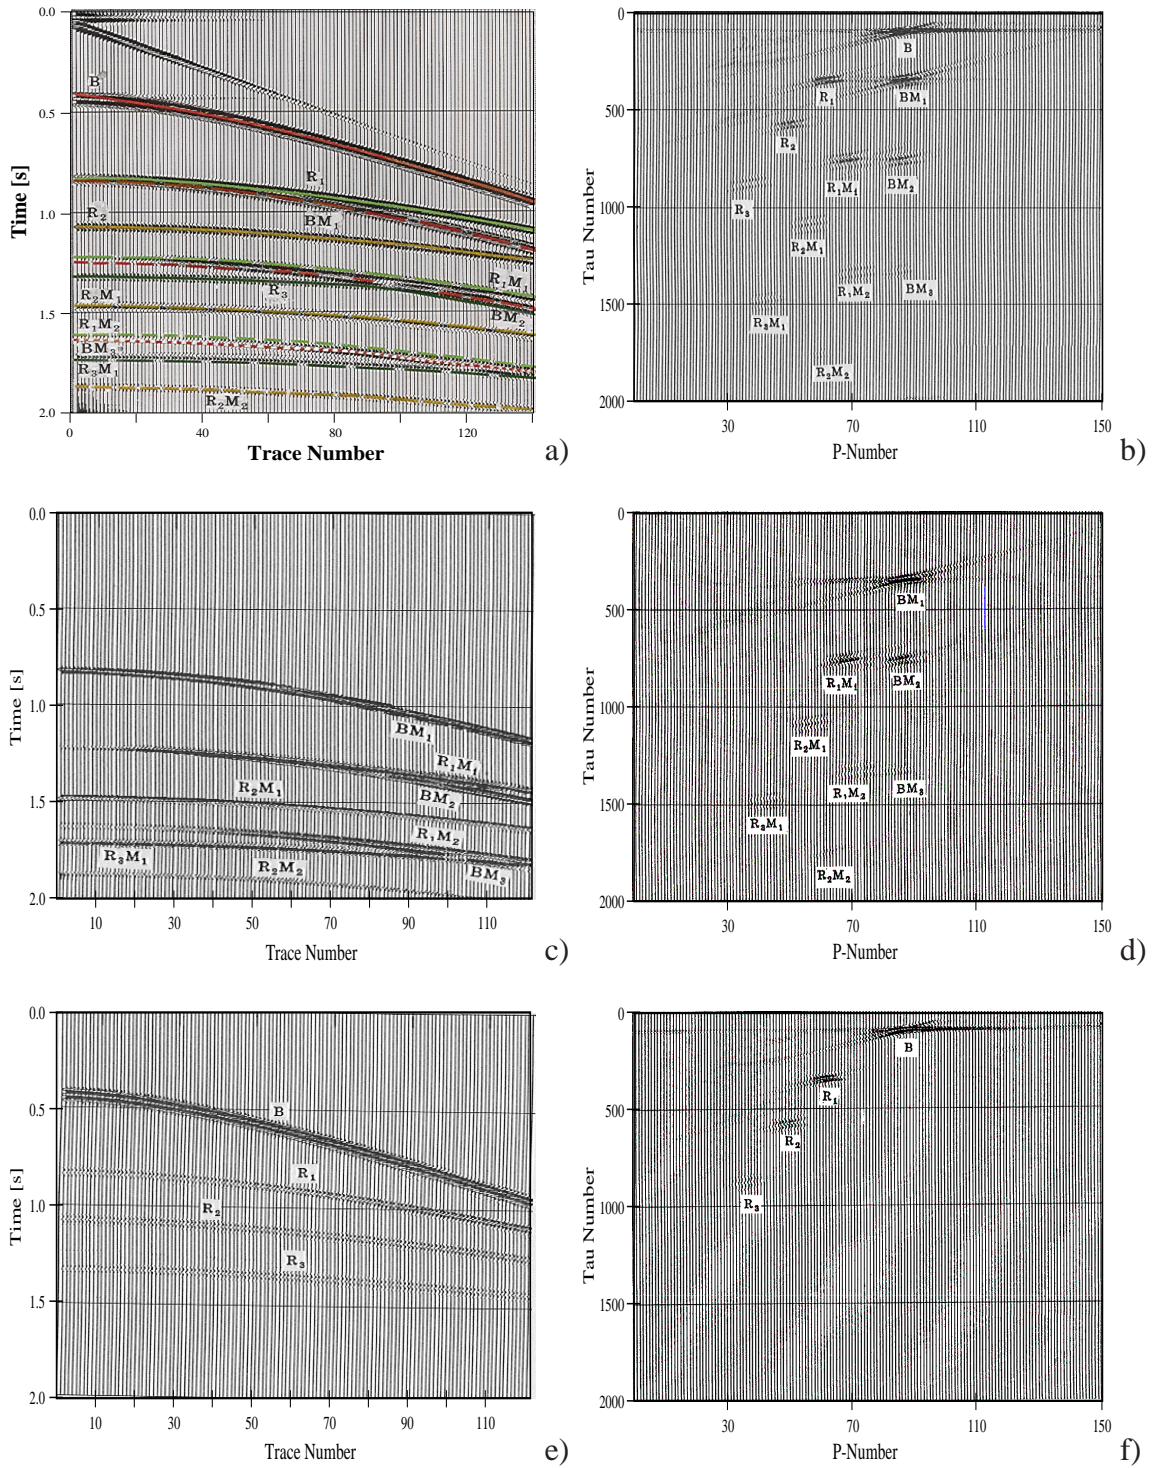 0.0
0.5
1.0
1.5
2.0
Time [s]
B
R1
BM1
R2
R1M1
R3
BM2
R2M1
R1M2
BM3
R3M1
R2M2
0 40 80 120
Trace Number
a)
0
500
1000
1500
2000
Tau Number
B
R1
BM1
R2
R1M1
BM2
R3
R2M1
R1M2
BM3
R3M1
R2M2
30 70 110 150
P-Number
b)
0.0
0.5
1.0
1.5
2.0
Time [s]
BM1
R1M1
R2M1
BM2
R1M2
R3M1
R2M2
BM3
10 30 50 70 90 110
Trace Number
c)
0
500
1000
1500
2000
Tau Number
BM1
R1M1
BM2
R2M1
R1M2
BM3
R3M1
R2M2
30 70 110 150
P-Number
d)
0.0
0.5
1.0
1.5
2.0
Time [s]
B
R1
R2
R3
10 30 50 70 90 110
Trace Number
e)
0
500
1000
1500
2000
Tau Number
B
R1
R2
R3
30 70 110 150
P-Number
f)